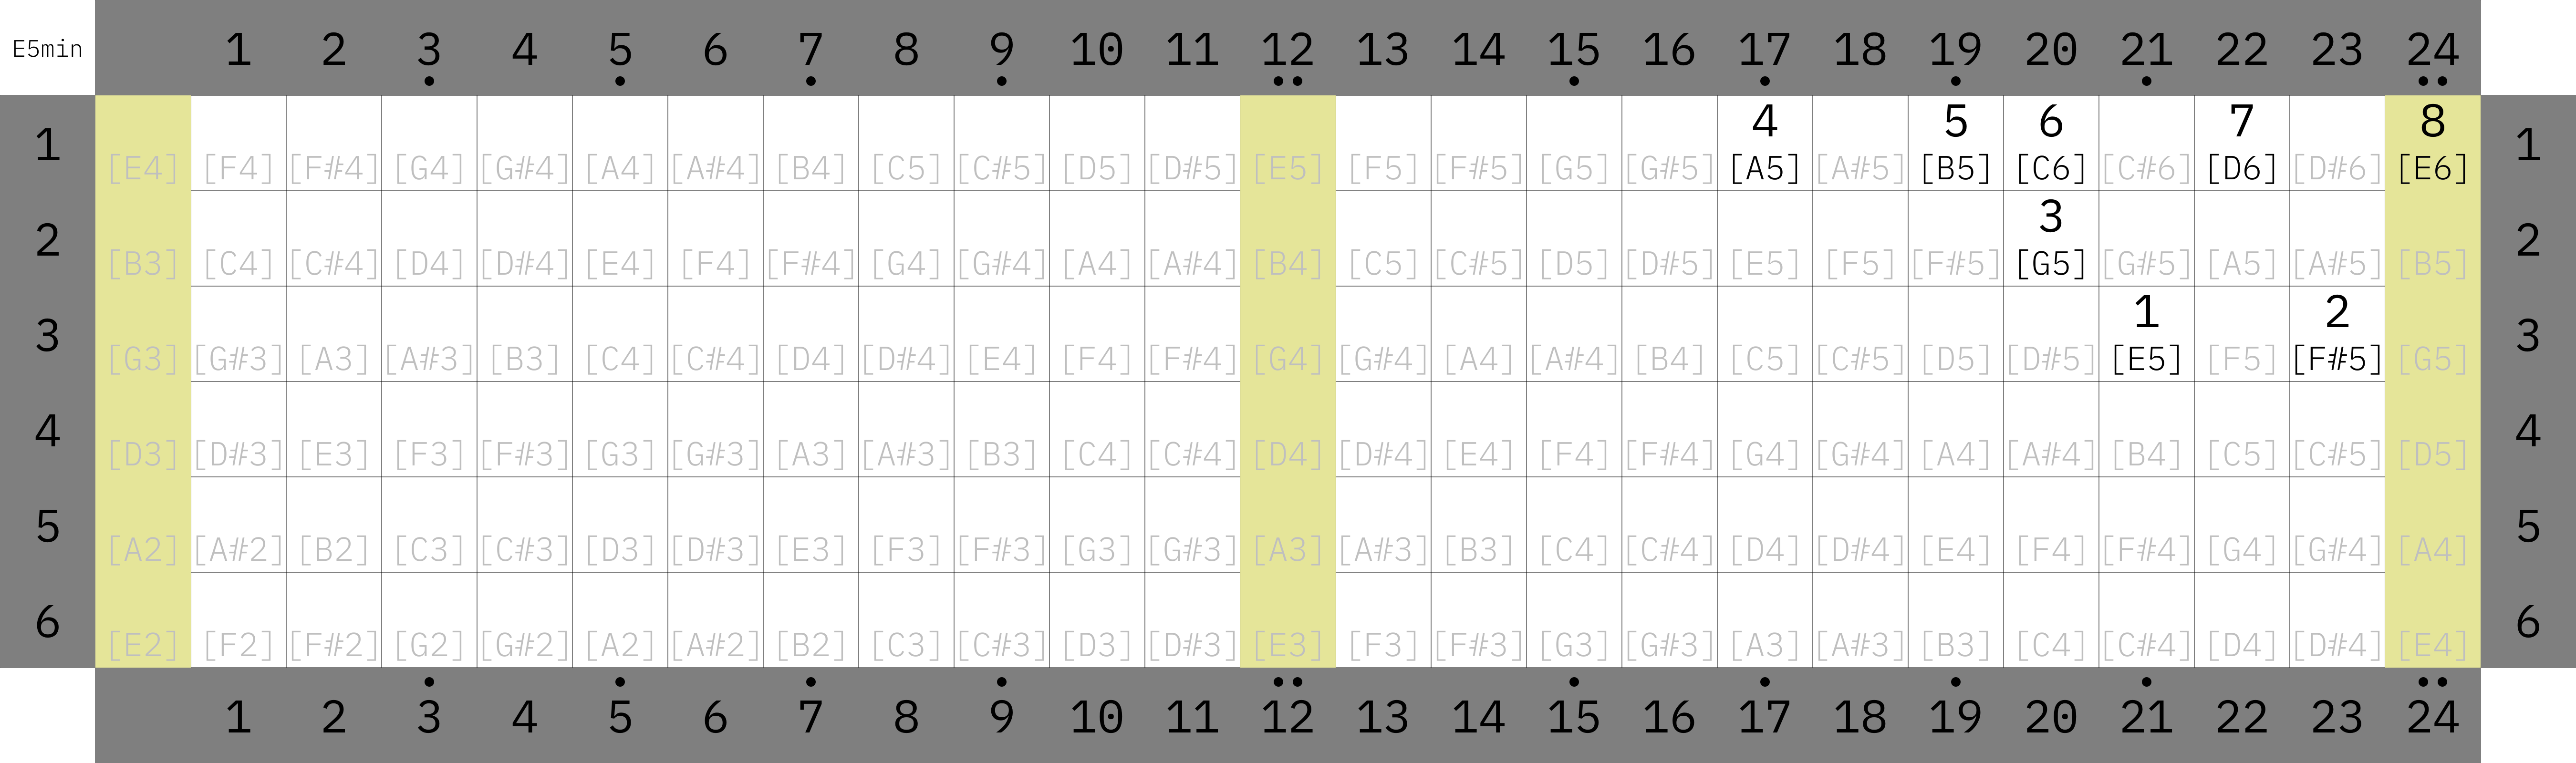 E5min 1 2 3 4 5 6 7 8 9 10 11 12 13 14 15 16 17 18 19 20 21 22 23 24
4 5 6 7 8
1 [E4] [F4] [F#4] [G4] [G#4] [A4] [A#4] [B4] [C5] [C#5] [D5] [D#5] [E5] [F5] [F#5] [G5] [G#5] [A5] [A#5] [B5] [C6] [C#6] [D6] [D#6] [E6] 1
3
2 [B3] [C4] [C#4] [D4] [D#4] [E4] [F4] [F#4] [G4] [G#4] [A4] [A#4] [B4] [C5] [C#5] [D5] [D#5] [E5] [F5] [F#5] [G5] [G#5] [A5] [A#5] [B5] 2
1 2
3 [G3] [G#3] [A3] [A#3] [B3] [C4] [C#4] [D4] [D#4] [E4] [F4] [F#4] [G4] [G#4] [A4] [A#4] [B4] [C5] [C#5] [D5] [D#5] [E5] [F5] [F#5] [G5] 3
4 [D3] [D#3] [E3] [F3] [F#3] [G3] [G#3] [A3] [A#3] [B3] [C4] [C#4] [D4] [D#4] [E4] [F4] [F#4] [G4] [G#4] [A4] [A#4] [B4] [C5] [C#5] [D5] 4
5 [A2] [A#2] [B2] [C3] [C#3] [D3] [D#3] [E3] [F3] [F#3] [G3] [G#3] [A3] [A#3] [B3] [C4] [C#4] [D4] [D#4] [E4] [F4] [F#4] [G4] [G#4] [A4] 5
6 [E2] [F2] [F#2] [G2] [G#2] [A2] [A#2] [B2] [C3] [C#3] [D3] [D#3] [E3] [F3] [F#3] [G3] [G#3] [A3] [A#3] [B3] [C4] [C#4] [D4] [D#4] [E4] 6
1 2 3 4 5 6 7 8 9 10 11 12 13 14 15 16 17 18 19 20 21 22 23 24